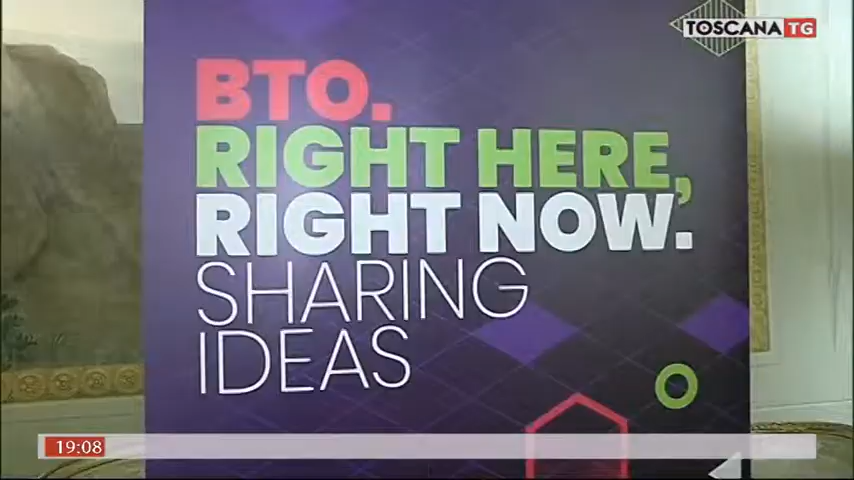 TOSCANA TG
BTO.
RIGHT HERE,
RIGHT NOW.
SHARING
IDEAS
19:08